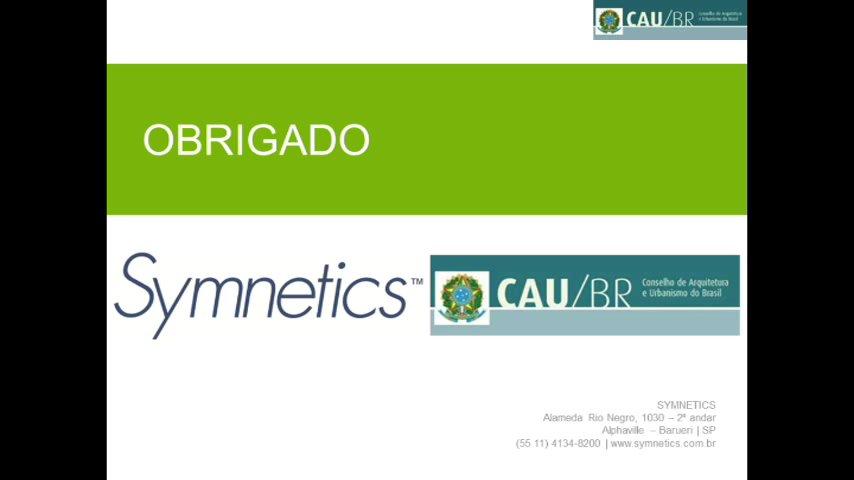 CAU/BR Conselho de Arquitetura
e Urbanismo do Brasil
OBRIGADO
Symnetics™
CAU/BR Conselho de Arquitetura
e Urbanismo do Brasil
SYMNETICS
Alameda Rio Negro, 1030 – 2º andar
Alphaville – Barueri | SP
(55 11) 4134-8200 | www.symnetics.com.br